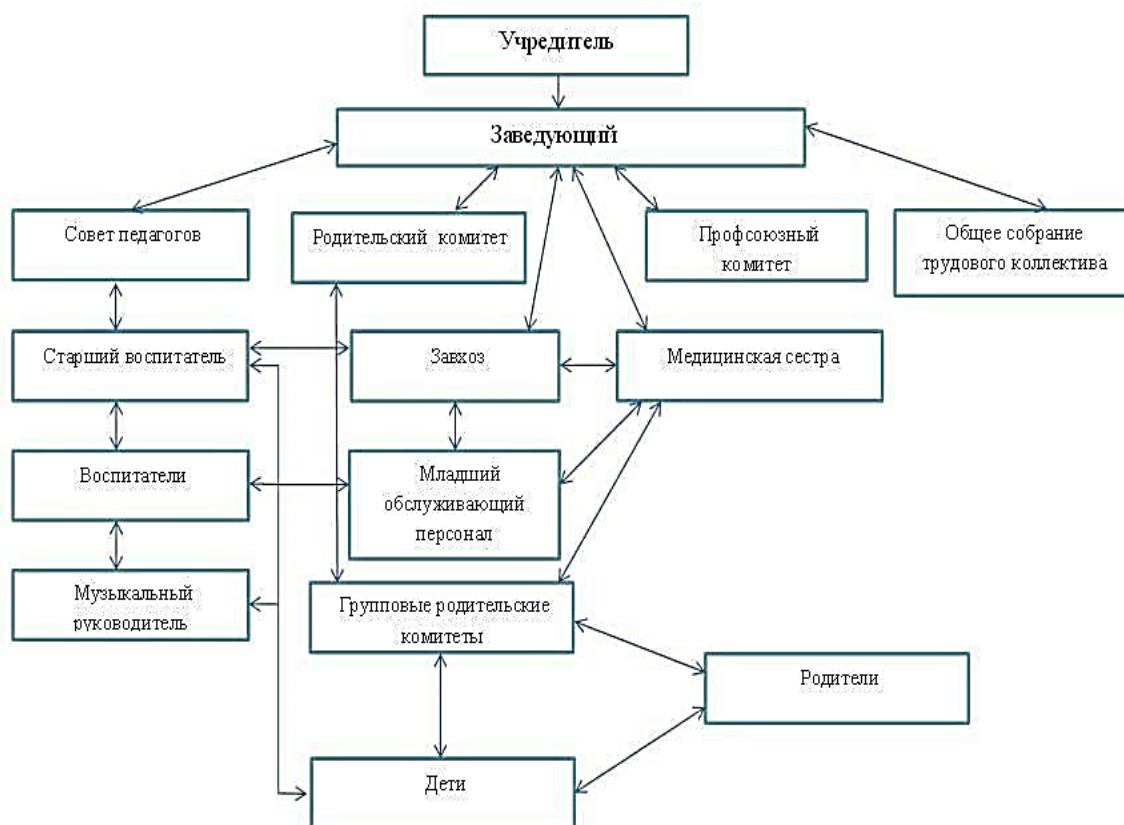 Учредитель
Заведующий
Совет педагогов
Родительский комитет
Профсоюзный
комитет
Общее собрание
трудового коллектива
Старший воспитатель
Завхоз
Медицинская сестра
Воспитатели
Младший
обслуживающий
персонал
Музыкальный
руководитель
Групповые родительские
комитеты
Родители
Дети